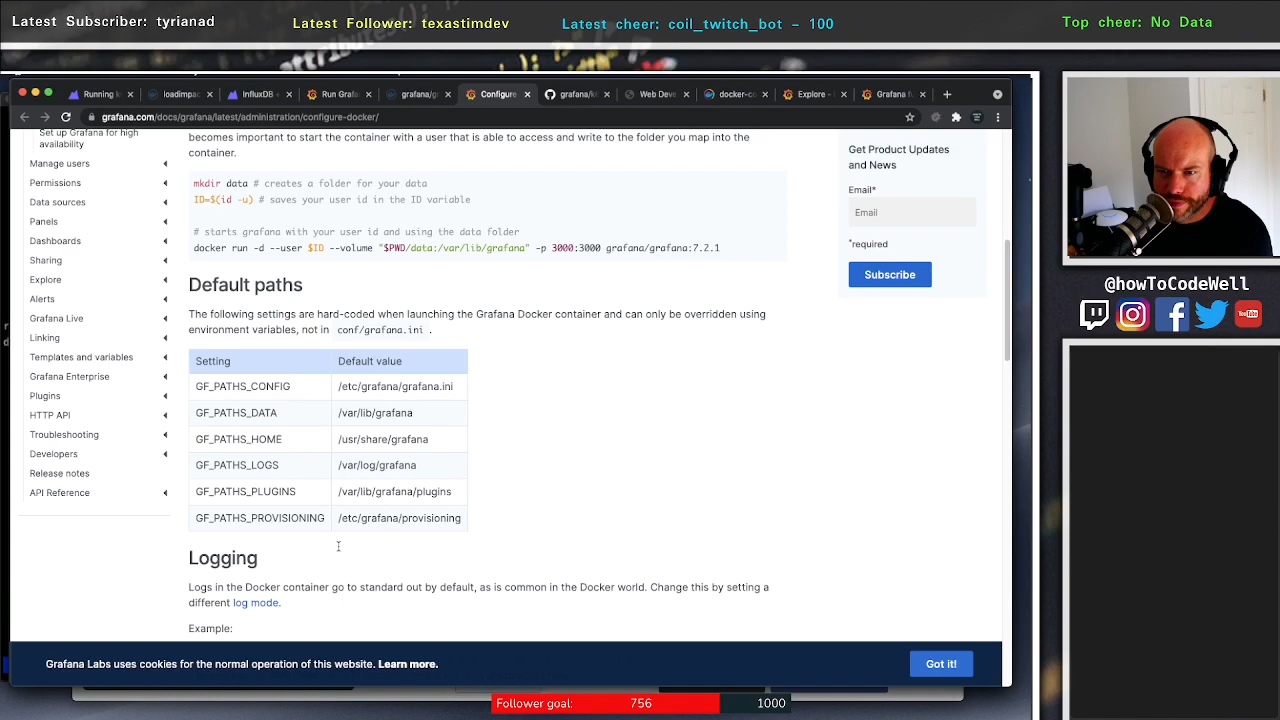 Latest Subscriber: tyrianad
Latest Follower: texastimdev
Latest cheer: coil_twitch_bot - 100
Top cheer: No Data
Running k
loadimpac
InfluxDB
Run Grafa
grafana/g
Configure
grafana/k
Web Deve
docker-co
Explore -
Grafana f
grafana.com/docs/grafana/latest/administration/configure-docker/
Set up Grafana for high
availability
Manage users
Permissions
Data sources
Panels
Dashboards
Sharing
Explore
Alerts
Grafana Live
Linking
Templates and variables
Grafana Enterprise
Plugins
HTTP API
Troubleshooting
Developers
Release notes
API Reference
becomes important to start the container with a user that is able to access and write to the folder you map into the
container.
mkdir data # creates a folder for your data
ID=$(id -u) # saves your user id in the ID variable
# starts grafana with your user id and using the data folder
docker run -d --user $ID --volume "$PWD/data:/var/lib/grafana" -p 3000:3000 grafana/grafana:7.2.1
Default paths
The following settings are hard-coded when launching the Grafana Docker container and can only be overridden using
environment variables, not in conf/grafana.ini .
Setting Default value
GF_PATHS_CONFIG /etc/grafana/grafana.ini
GF_PATHS_DATA /var/lib/grafana
GF_PATHS_HOME /usr/share/grafana
GF_PATHS_LOGS /var/log/grafana
GF_PATHS_PLUGINS /var/lib/grafana/plugins
GF_PATHS_PROVISIONING /etc/grafana/provisioning
Logging
Logs in the Docker container go to standard out by default, as is common in the Docker world. Change this by setting a
different log mode.
Example:
Get Product Updates
and News
Email*
Email
*required
Subscribe
Grafana Labs uses cookies for the normal operation of this website. Learn more.
Got it!
@howToCodeWell
You Tube
Follower goal: 756 1000